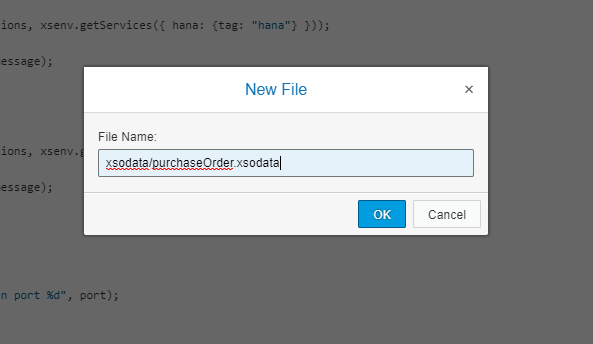 ions, xsenv.getServices({ hana: {tag: "hana"} }));
essage);
New File
×
File Name:
xsodata/purchaseOrder.xsodata
ions, xsenv.g
essage);
OK
Cancel
n port %d", port);